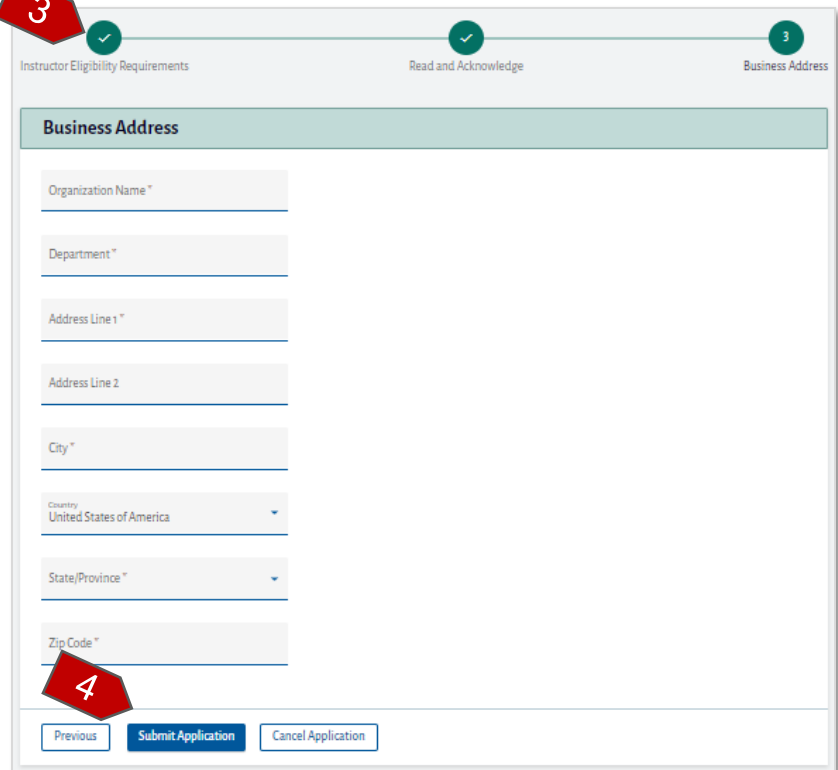 3
3
Instructor Eligibility Requirements
Read and Acknowledge
Business Address
Business Address
Organization Name *
Department *
Address Line 1 *
Address Line 2
City *
Country
United States of America
State/Province *
Zip Code *
4
Previous
Submit Application
Cancel Application